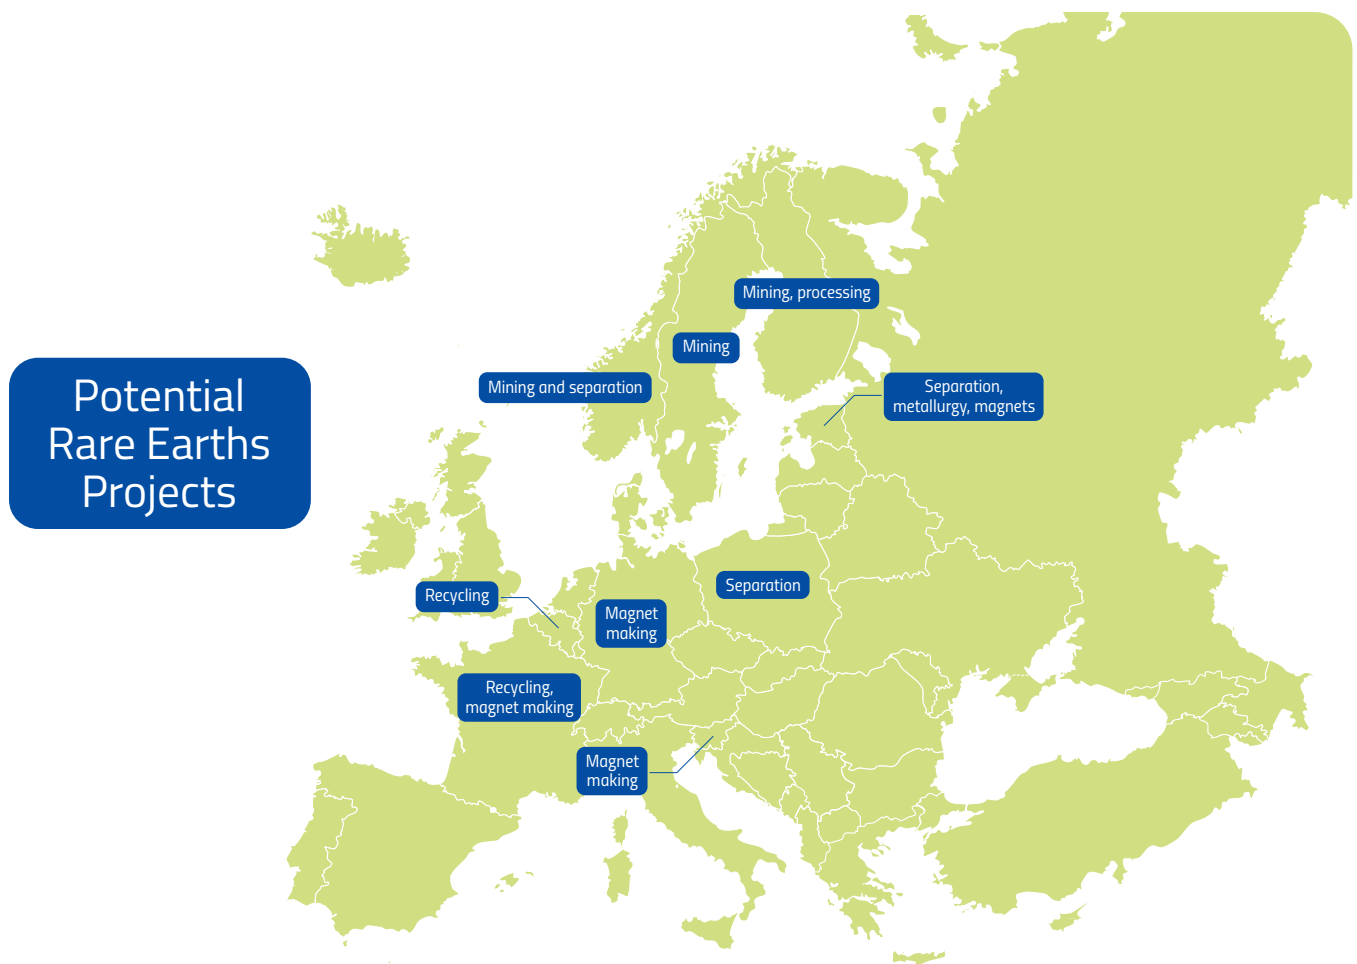 Potential
Rare Earths
Projects
Mining, processing
Mining
Mining and separation
Separation,
metallurgy, magnets
Separation
Recycling
Magnet
making
Recycling,
magnet making
Magnet
making